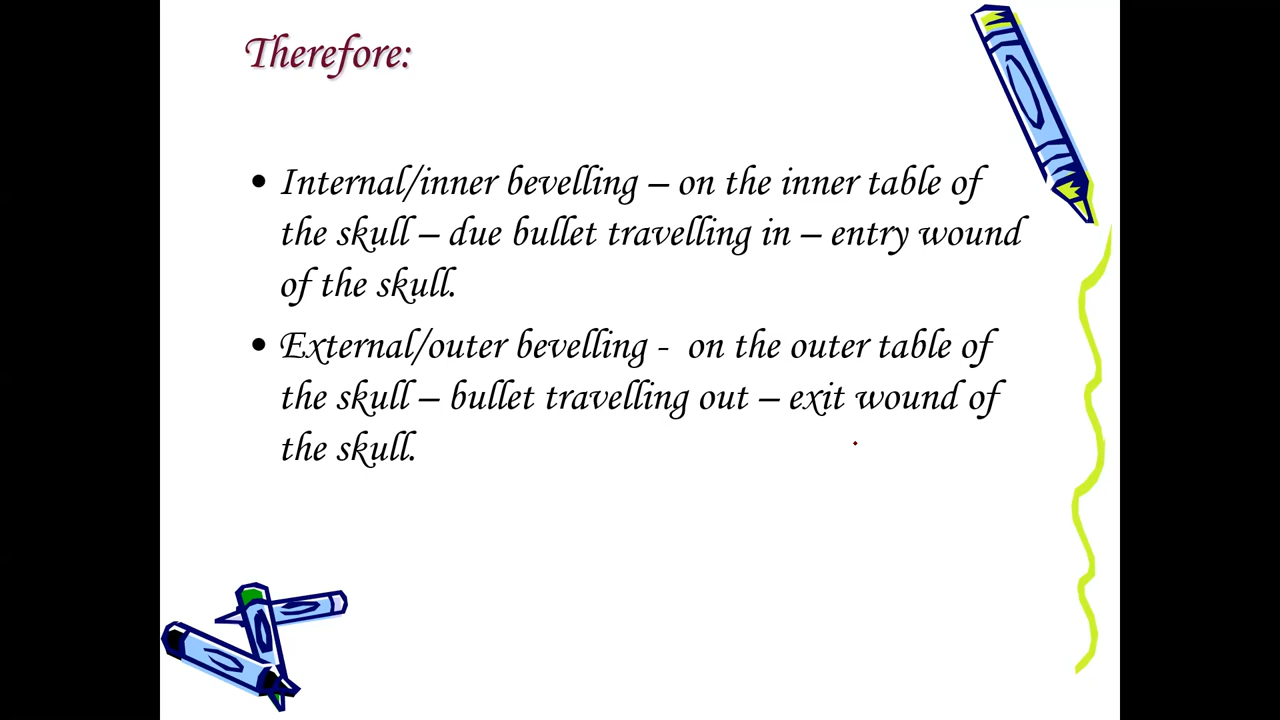 Therefore:
• Internal/inner bevelling – on the inner table of
the skull – due bullet travelling in – entry wound
of the skull.
• External/outer bevelling -  on the outer table of
the skull – bullet travelling out – exit wound of
the skull.